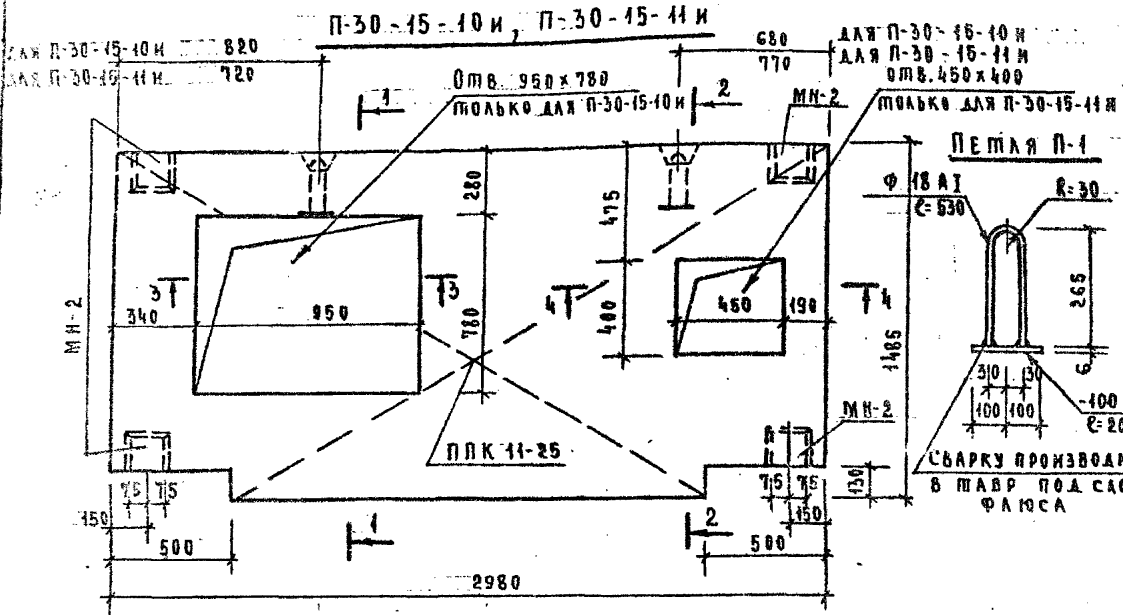 П-30-15-10и, П-30-15-11и
для П-30-15-10и 820
для П-30-15-11и 720
680 для П-30-15-10и
770 для П-30-15-11и
Отв. 950×780
только для П-30-15-10и
отв. 450×400
только для П-30-15-11и
1
2
МН-2
Петля П-1
Ф 18 АI
ℓ=630
R=30
280
475
МН-2
3
3
4
4
340
950
780
400
450
190
1485
265
6
30
30
100
100
-100
МН-2
ППК 11-25
75
75
150
75
75
150
130
1
2
500
500
2980
Сварку производ
в тавр под сло
флюса